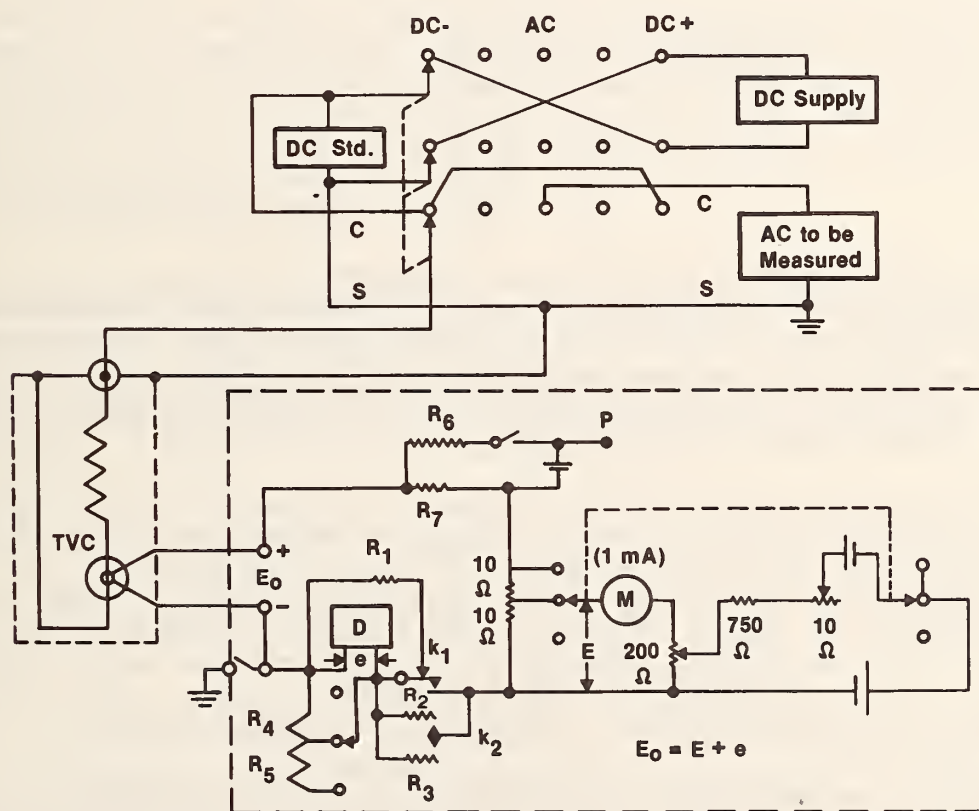 DC- AC DC+
DC Supply
DC Std.
C
C
AC to be
Measured
S
S
R6
P
R7
TVC
+
E0
-
R1
10
Ω
10
Ω
(1 mA)
M
D
e
k1
E
200
Ω
750
Ω
10
Ω
R2
R4
R5
k2
R3
E0 = E + e